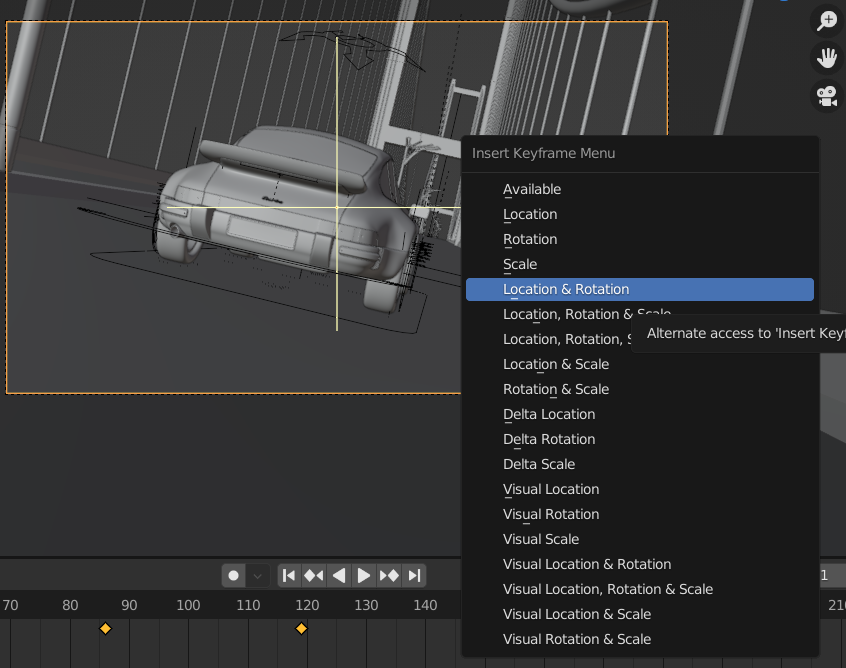 Insert Keyframe Menu
Available
Location
Rotation
Scale
Location & Rotation
Location, Rotation & Scale
Location, Rotation, S
Alternate access to 'Insert Keyf
Location & Scale
Rotation & Scale
Delta Location
Delta Rotation
Delta Scale
Visual Location
Visual Rotation
Visual Scale
Visual Location & Rotation
Visual Location, Rotation & Scale
Visual Location & Scale
Visual Rotation & Scale
1
70 80 90 100 110 120 130 140 210